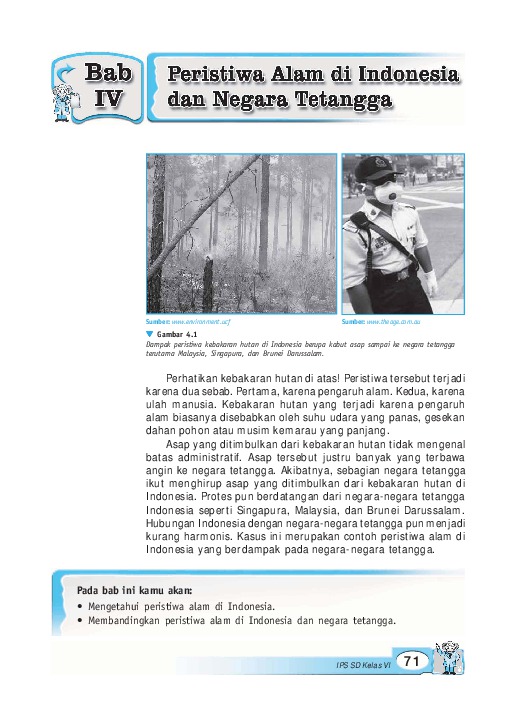 Bab
IV
Peristiwa Alam di Indonesia
dan Negara Tetangga
Sumber: www.environment.ucf
Sumber: www.theage.com.au
Gambar 4.1
Dampak peristiwa kebakaran hutan di Indonesia berupa kabut asap sampai ke negara tetangga
terutama Malaysia, Singapura, dan Brunei Darussalam.
Perhatikan kebakaran hutan di atas! Peristiwa tersebut terjadi
karena dua sebab. Pertama, karena pengaruh alam. Kedua, karena
ulah manusia. Kebakaran hutan yang terjadi karena pengaruh
alam biasanya disebabkan oleh suhu udara yang panas, gesekan
dahan pohon atau musim kemarau yang panjang.
Asap yang ditimbulkan dari kebakaran hutan tidak mengenal
batas administratif. Asap tersebut justru banyak yang terbawa
angin ke negara tetangga. Akibatnya, sebagian negara tetangga
ikut menghirup asap yang ditimbulkan dari kebakaran hutan di
Indonesia. Protes pun berdatangan dari negara-negara tetangga
Indonesia seperti Singapura, Malaysia, dan Brunei Darussalam.
Hubungan Indonesia dengan negara-negara tetangga pun menjadi
kurang harmonis. Kasus ini merupakan contoh peristiwa alam di
Indonesia yang berdampak pada negara-negara tetangga.
Pada bab ini kamu akan:
• Mengetahui peristiwa alam di Indonesia.
• Membandingkan peristiwa alam di Indonesia dan negara tetangga.
IPS SD Kelas VI
71